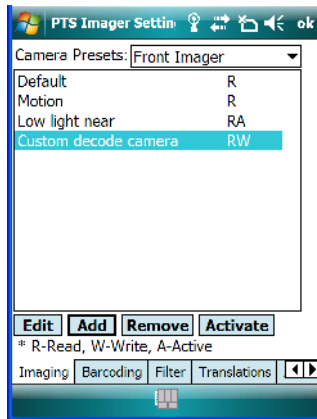 PTS Imager Settin ok
Camera Presets: Front Imager
Default R
Motion R
Low light near RA
Custom decode camera RW
Edit Add Remove Activate
* R-Read, W-Write, A-Active
Imaging Barcoding Filter Translations